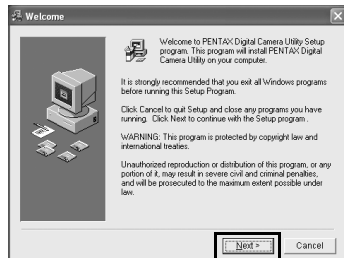 Welcome
Welcome to PENTAX Digital Camera Utility Setup
program. This program will install PENTAX Digital
Camera Utility on your computer.
It is strongly recommended that you exit all Windows programs
before running this Setup Program.
Click Cancel to quit Setup and close any programs you have
running. Click Next to continue with the Setup program .
WARNING: This program is protected by copyright law and
international treaties.
Unauthorized reproduction or distribution of this program, or any
portion of it, may result in severe civil and criminal penalties,
and will be prosecuted to the maximum extent possible under
law.
Next >
Cancel